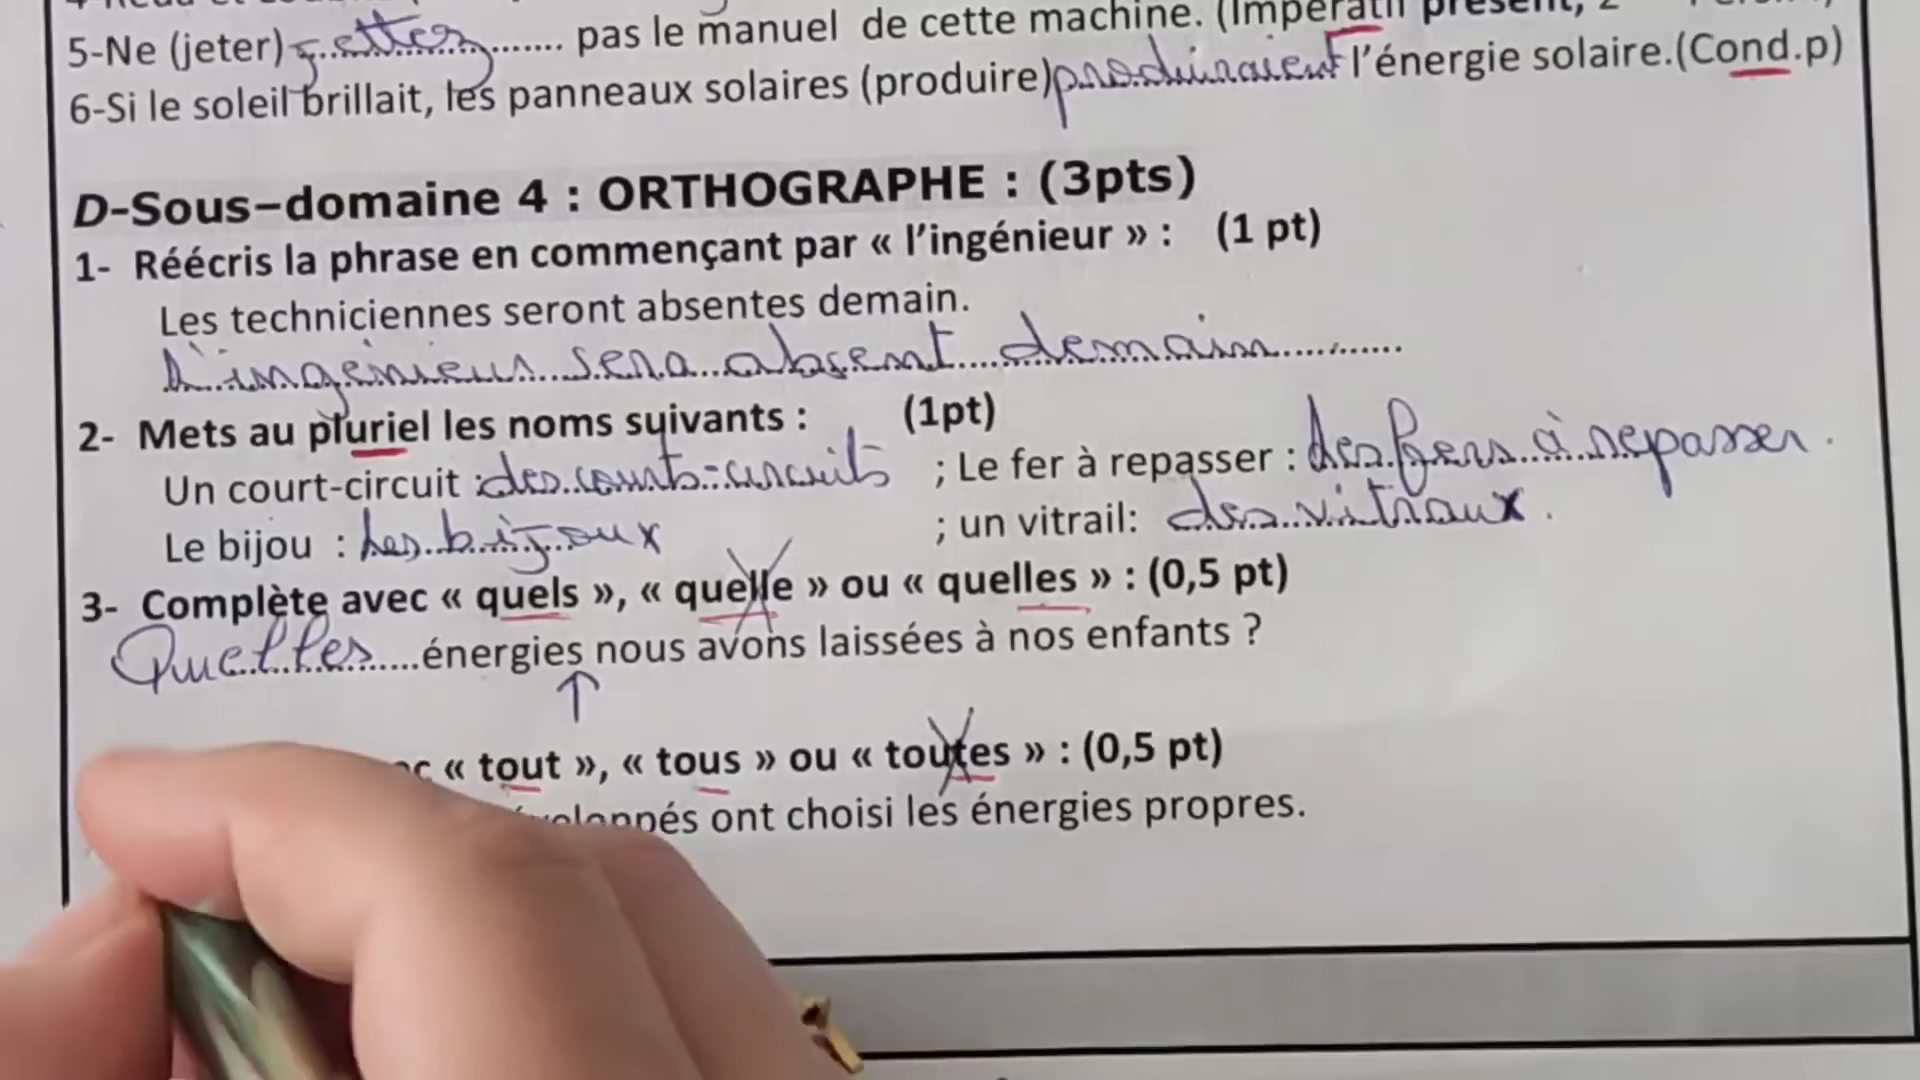 5-Ne (jeter) jettez pas le manuel de cette machine. (Impératif présent,
6-Si le soleil brillait, les panneaux solaires (produire) produiraient l'énergie solaire.(Cond.p)
D-Sous-domaine 4 : ORTHOGRAPHE : (3pts)
1- Réécris la phrase en commençant par « l'ingénieur » : (1 pt)
Les techniciennes seront absentes demain.
L'ingénieur sera absent demain
2- Mets au pluriel les noms suivants : (1pt)
Un court-circuit : des courts-circuits ; Le fer à repasser : des fers à repasser.
Le bijou : Les bijoux ; un vitrail: des vitraux.
3- Complète avec « quels », « quelle » ou « quelles » : (0,5 pt)
Quelles énergies nous avons laissées à nos enfants ?
« tout », « tous » ou « toutes » : (0,5 pt)
ont choisi les énergies propres.